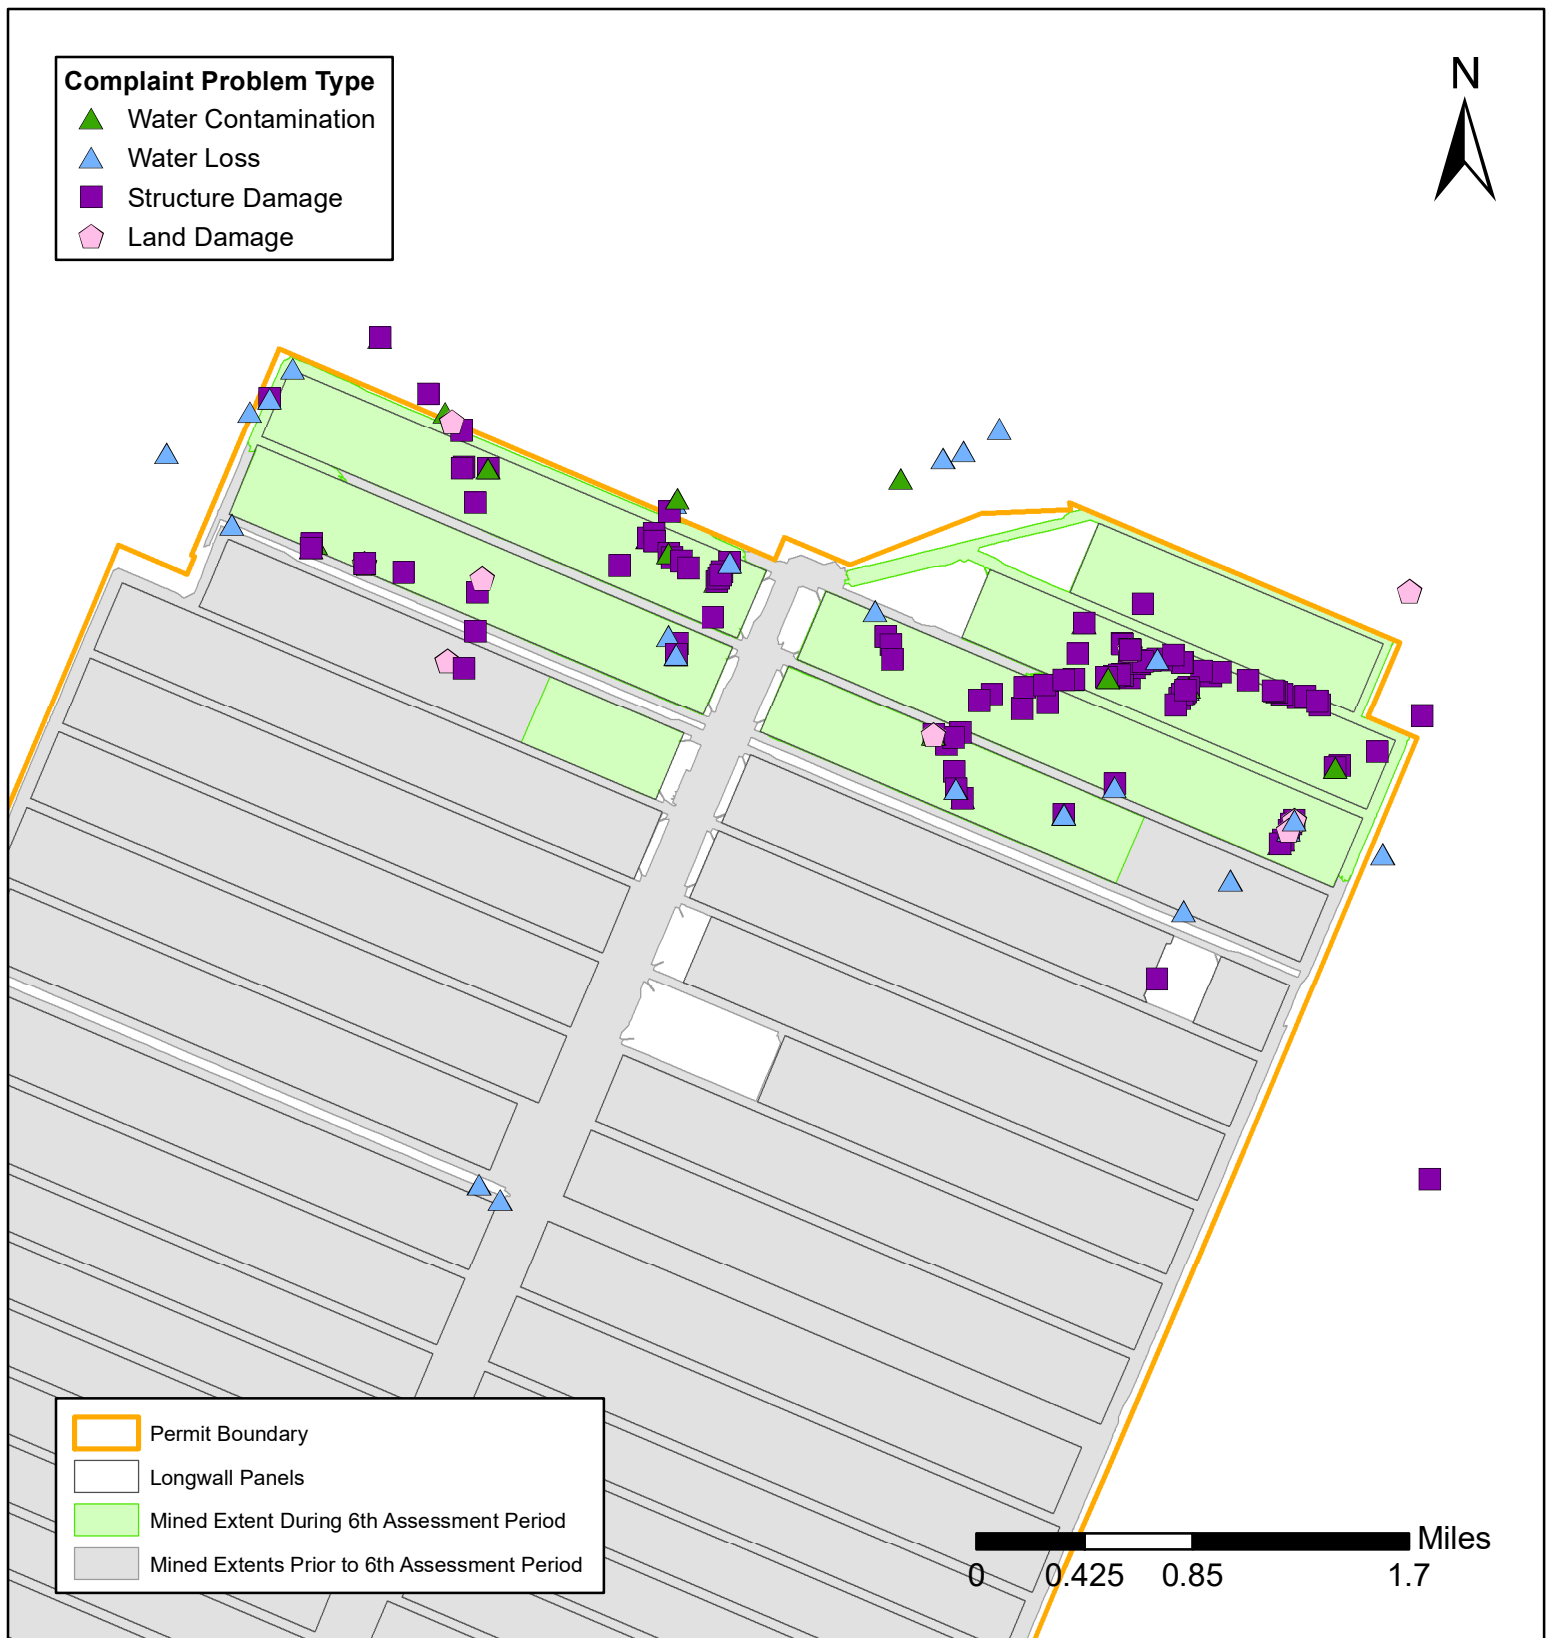 Complaint Problem Type
Water Contamination
Water Loss
Structure Damage
Land Damage
N
Permit Boundary
Longwall Panels
Mined Extent During 6th Assessment Period
Mined Extents Prior to 6th Assessment Period
Miles
0 0.425 0.85 1.7